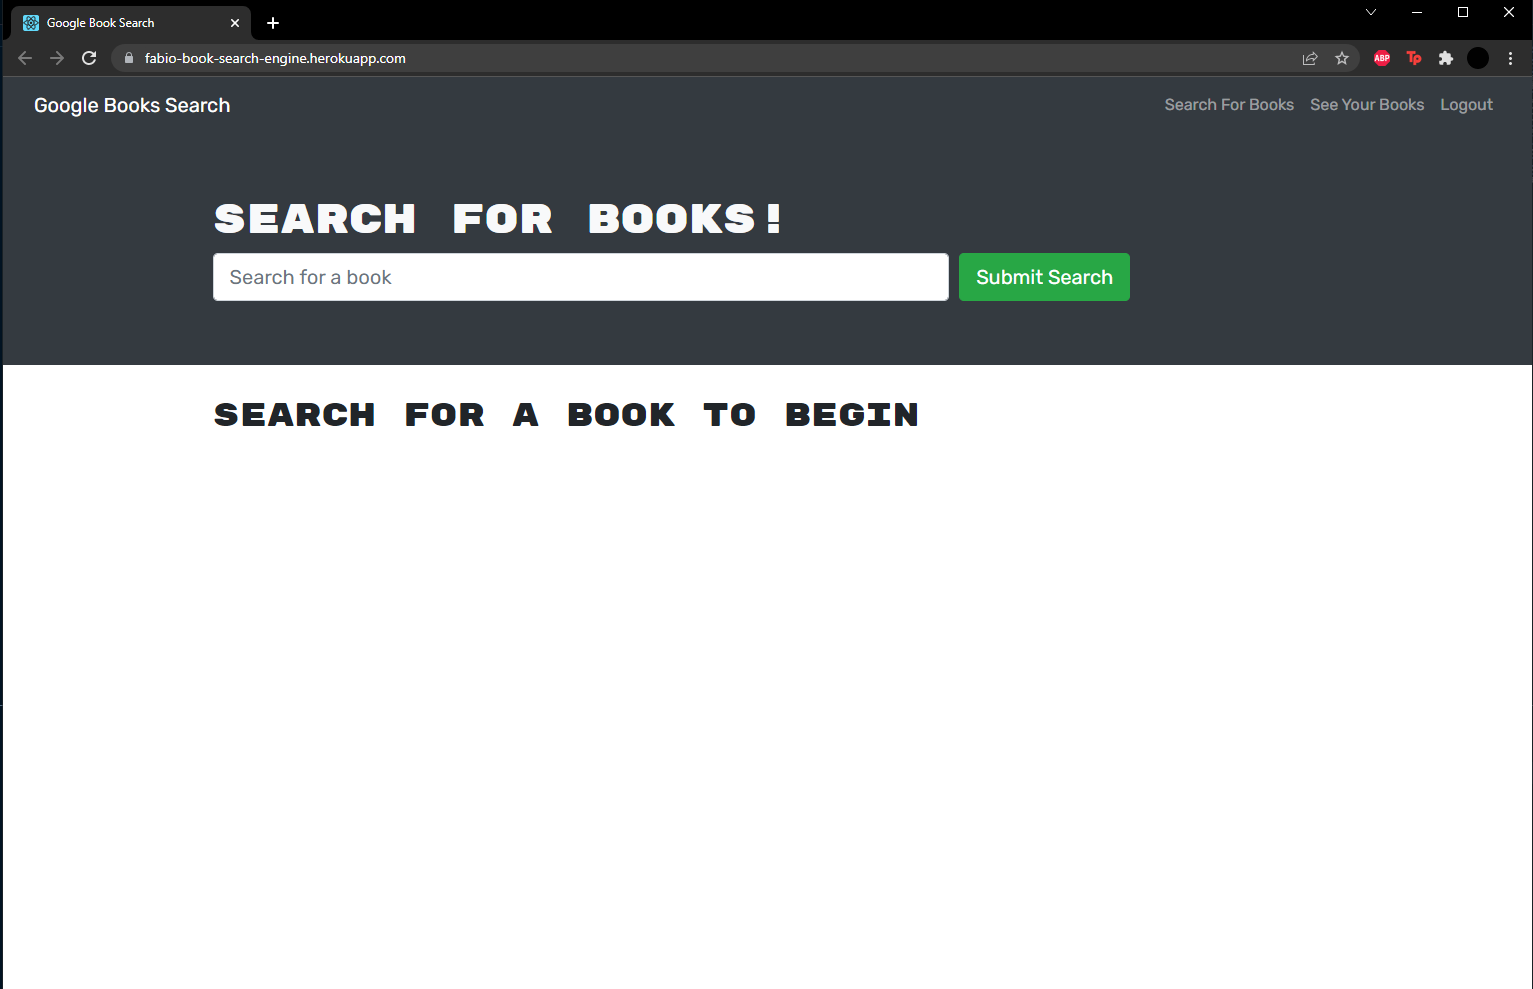 Google Book Search
fabio-book-search-engine.herokuapp.com
ABP
Tp
Google Books Search
Search For Books
See Your Books
Logout
SEARCH FOR BOOKS!
Search for a book
Submit Search
SEARCH FOR A BOOK TO BEGIN